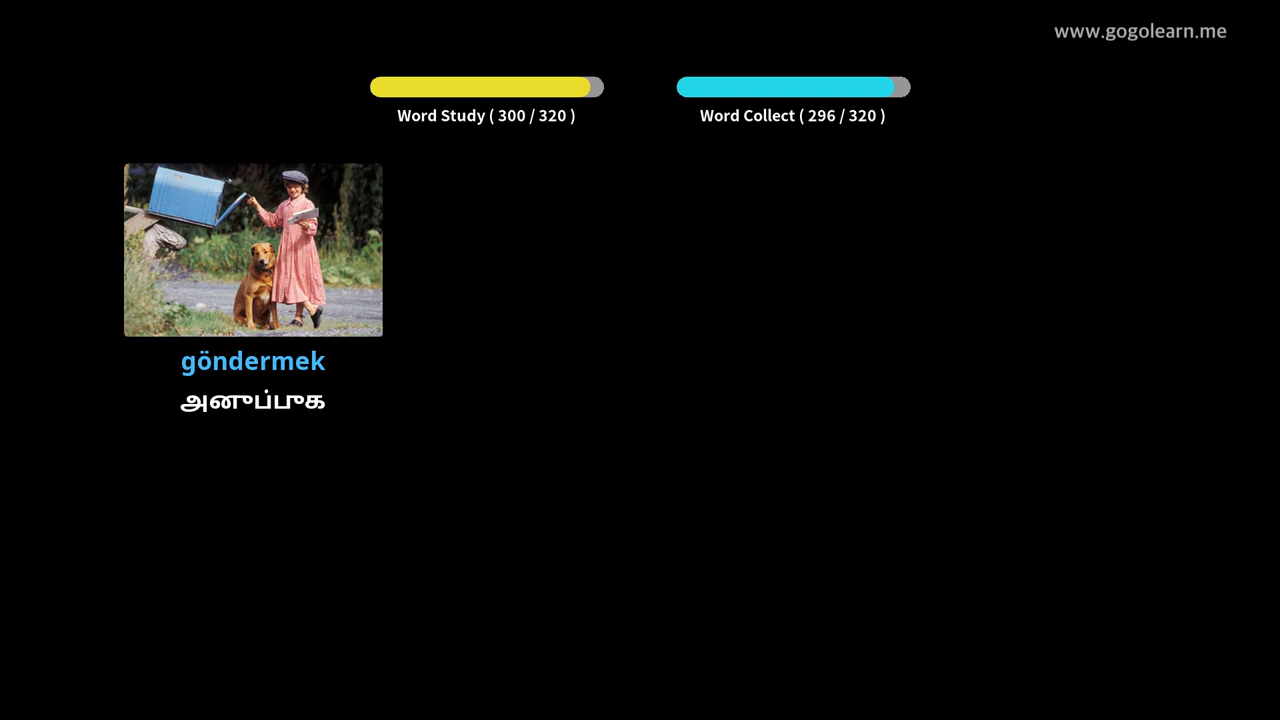 www.gogolearn.me
Word Study ( 300 / 320 )
Word Collect ( 296 / 320 )
göndermek
அனுப்புக